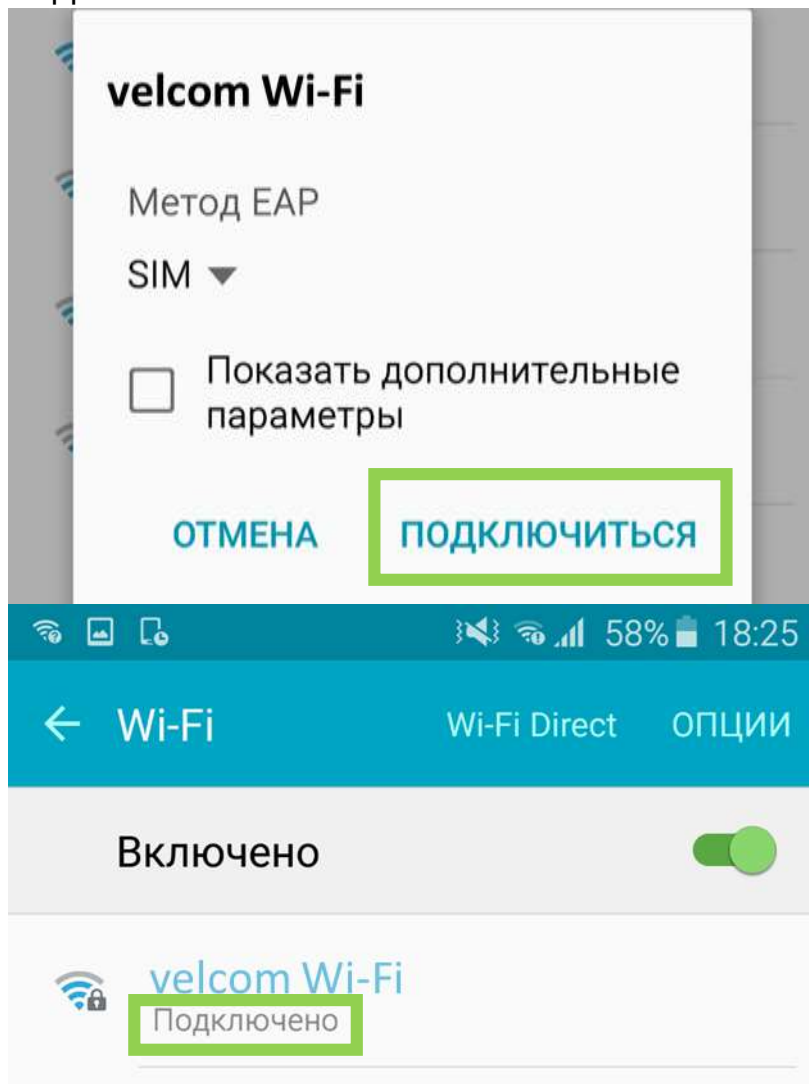 velcom Wi-Fi
Метод EAP
SIM
Показать дополнительные
параметры
ОТМЕНА ПОДКЛЮЧИТЬСЯ
58% 18:25
Wi-Fi Wi-Fi Direct ОПЦИИ
Включено
velcom Wi-Fi
Подключено